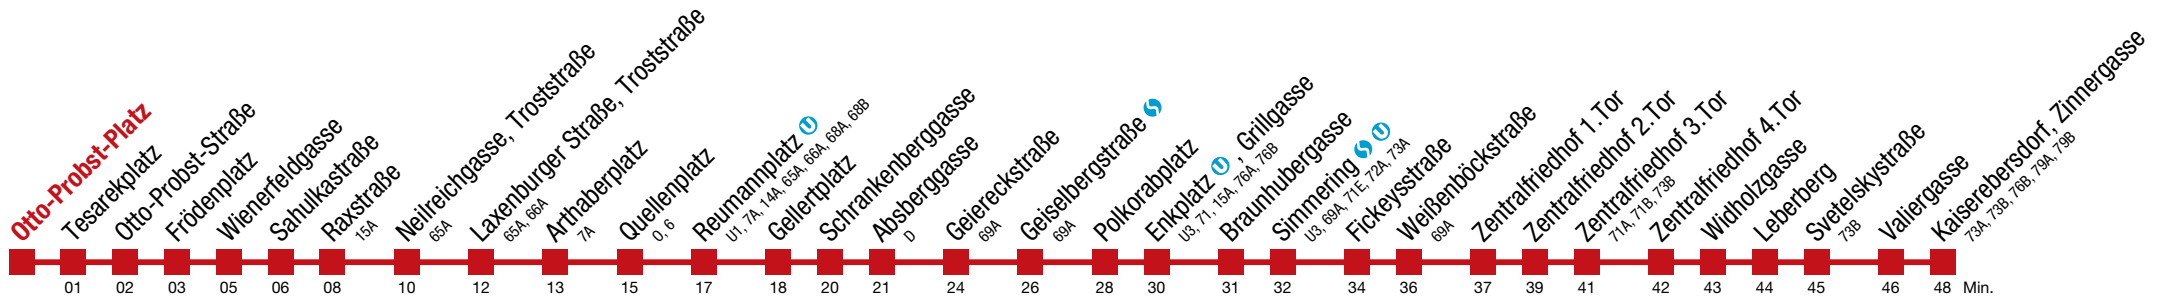 Otto-Probst-Platz
Tesarekplatz
Otto-Probst-Straße
Frödenplatz
Wienerfeldgasse
Sahulkastraße
Raxstraße
15A
Neilreichgasse, Troststraße
65A
Laxenburger Straße, Troststraße
65A, 66A
Arthaberplatz
7A
Quellenplatz
O, 6
Reumannplatz U
U1, 7A, 14A, 65A, 66A, 68A, 68B
Gellertplatz
Schrankenberggasse
Absberggasse
D
Geiereckstraße
69A
Geiselbergstraße S
69A
Polkorabplatz
Enkplatz U , Grillgasse
U3, 71, 15A, 76A, 76B
Braunhubergasse
Simmering S U
U3, 69A, 71E, 72A, 73A
Fickeysstraße
Weißenböckstraße
69A
Zentralfriedhof 1.Tor
Zentralfriedhof 2.Tor
Zentralfriedhof 3.Tor
71A, 71B, 73B
Zentralfriedhof 4.Tor
Widholzgasse
Leberberg
Svetelskystraße
73B
Valiergasse
Kaiserebersdorf, Zinnergasse
73A, 73B, 76B, 79A, 79B
01 02 03 05 06 08 10 12 13 15 17 18 20 21 24 26 28 30 31 32 34 36 37 39 41 42 43 44 45 46 48 Min.